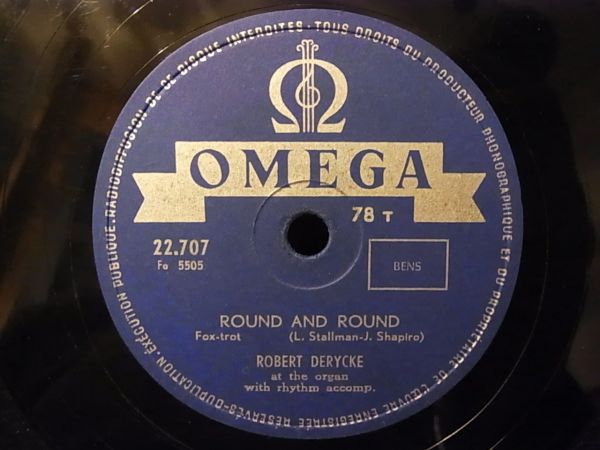 EXÉCUTION PUBLIQUE·RADIODIFFUSION DE CE DISQUE INTERDITES·TOUS DROITS DU PRODUCTEUR PHONOGRAPHIQUE ET DU PROPRIÉTAIRE DE L'ŒUVRE ENREGISTRÉE RÉSERVÉS·DUPLICATION·
OMEGA
78 T
22.707
Fo 5505
BENS
ROUND AND ROUND
Fox-trot (L. Stallman-J. Shapiro)
ROBERT DERYCKE
at the organ
with rhythm accomp.